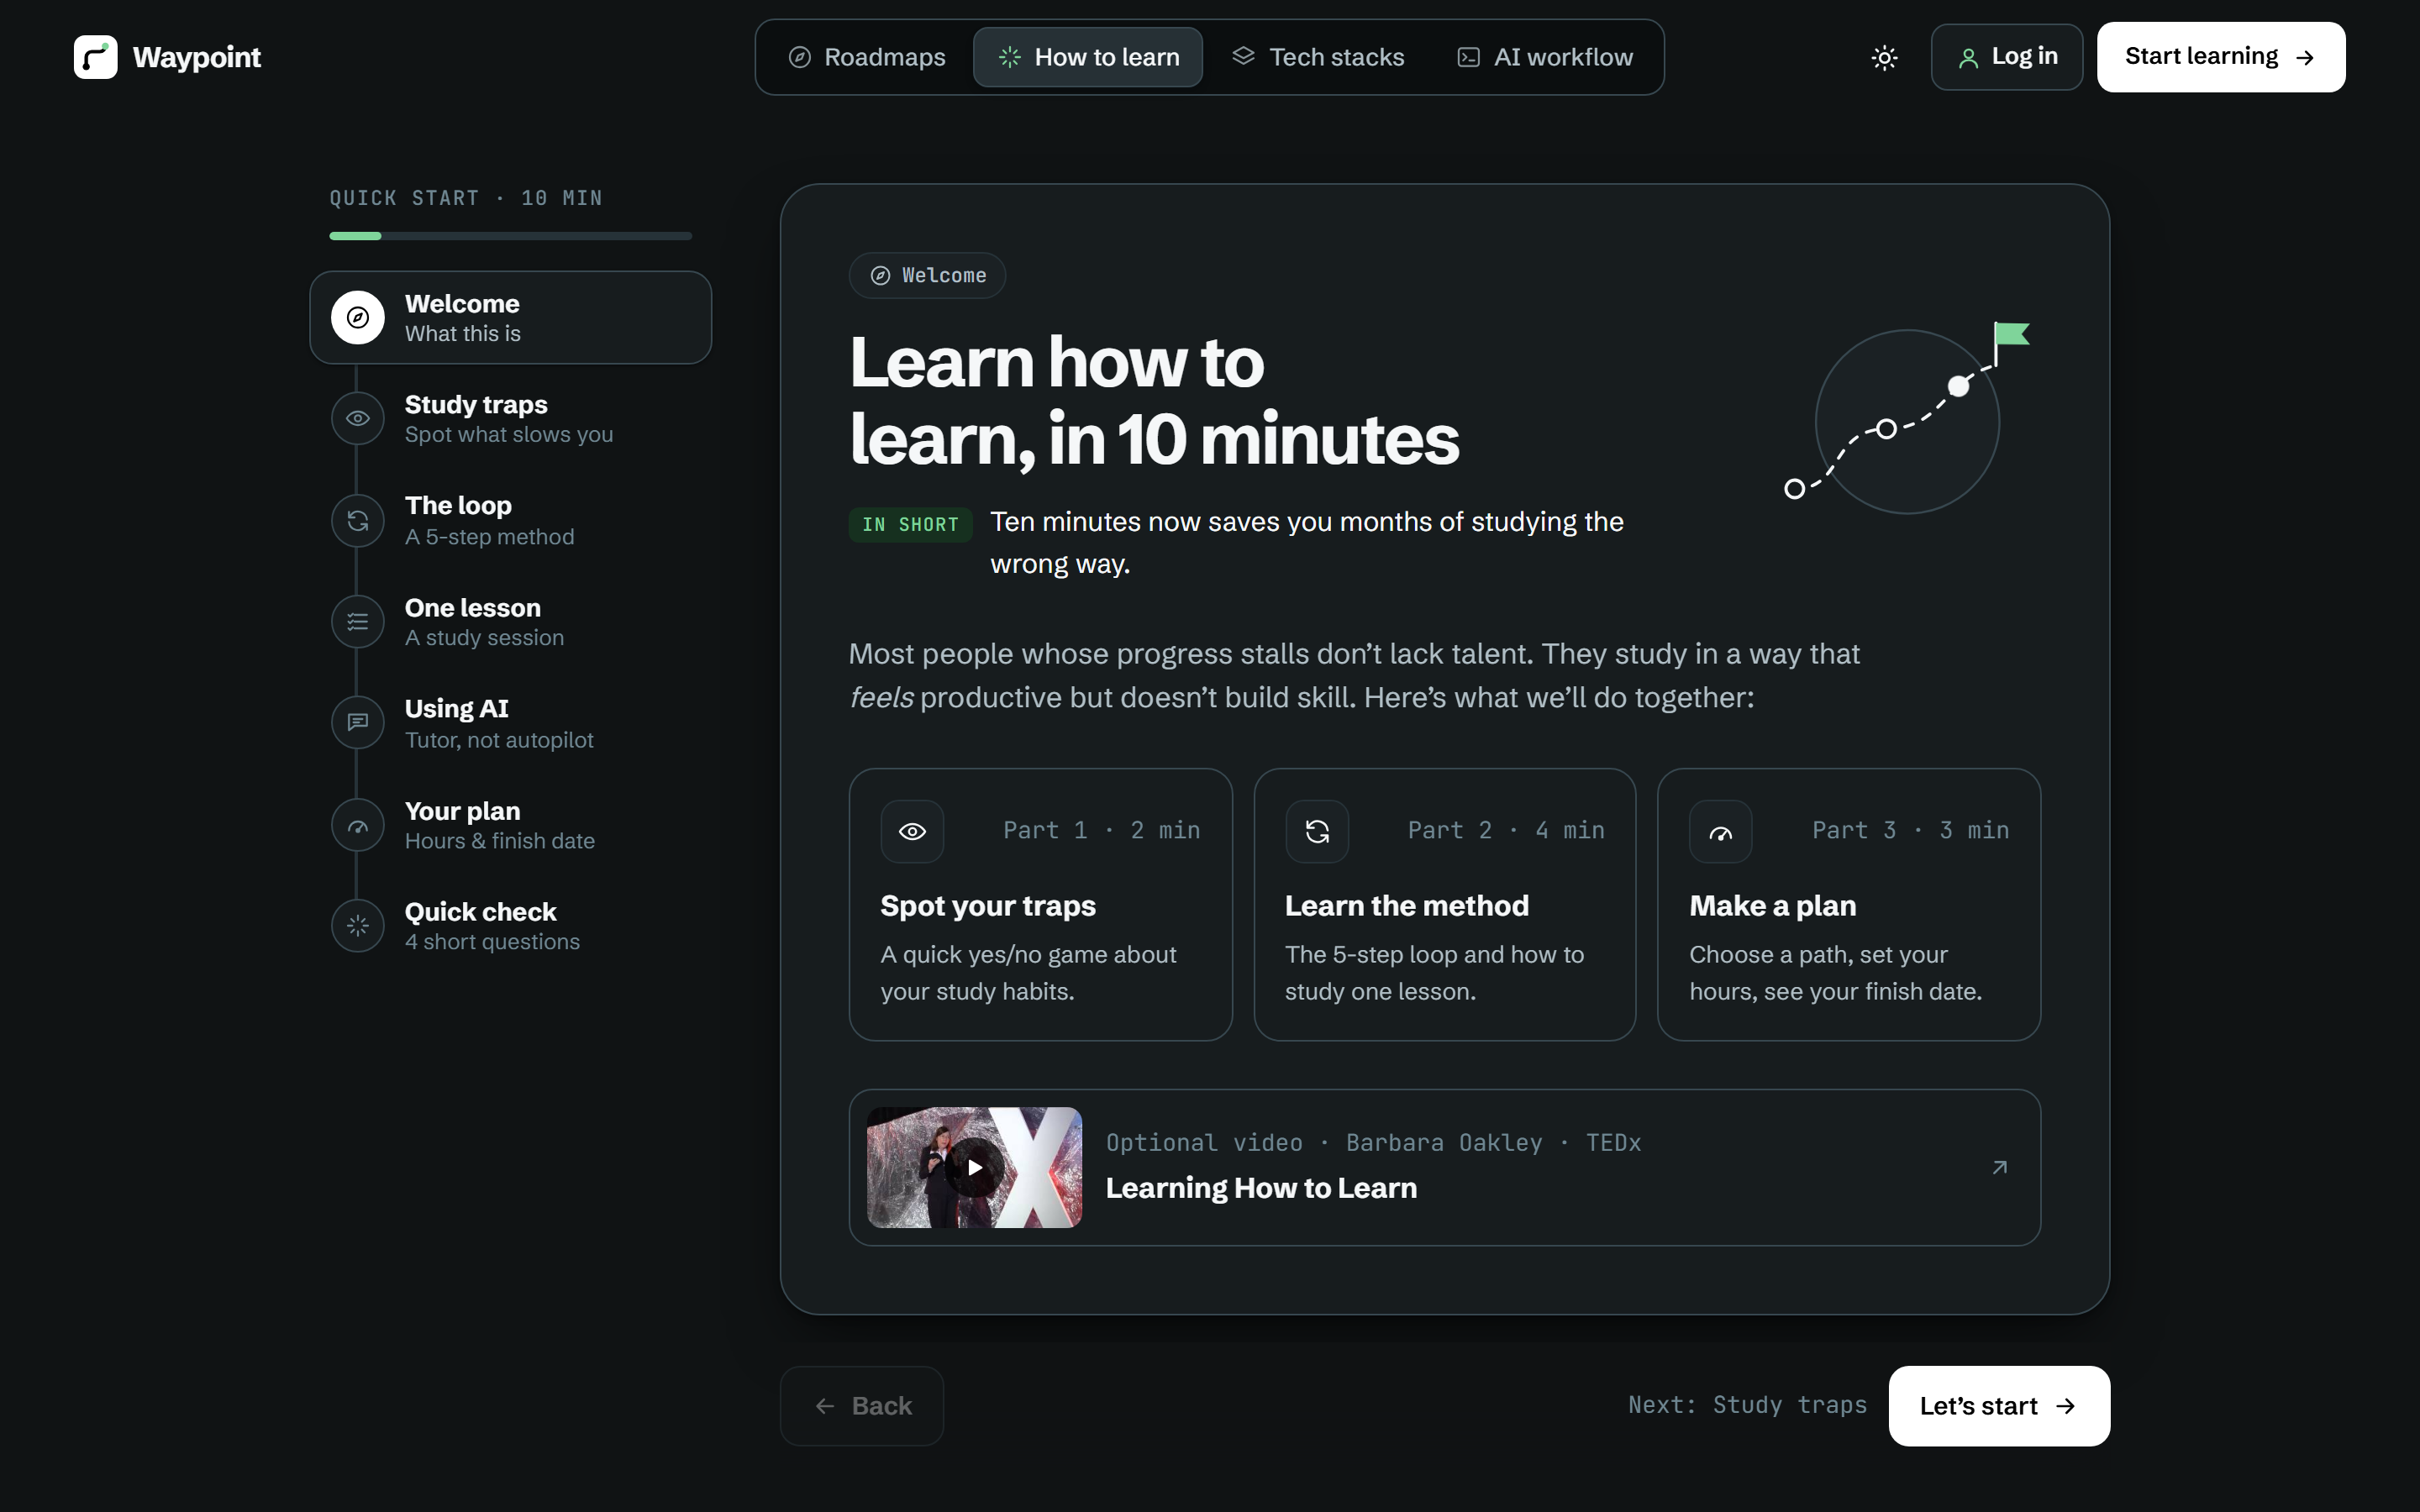 Waypoint
Roadmaps
How to learn
Tech stacks
AI workflow
Log in
Start learning
QUICK START · 10 MIN
Welcome
What this is
Study traps
Spot what slows you
The loop
A 5-step method
One lesson
A study session
Using AI
Tutor, not autopilot
Your plan
Hours & finish date
Quick check
4 short questions
Welcome
Learn how to
learn, in 10 minutes
IN SHORT
Ten minutes now saves you months of studying the
wrong way.
Most people whose progress stalls don’t lack talent. They study in a way that
feels productive but doesn’t build skill. Here’s what we’ll do together:
Part 1 · 2 min
Spot your traps
A quick yes/no game about
your study habits.
Part 2 · 4 min
Learn the method
The 5-step loop and how to
study one lesson.
Part 3 · 3 min
Make a plan
Choose a path, set your
hours, see your finish date.
X
Optional video · Barbara Oakley · TEDx
Learning How to Learn
Back
Next: Study traps
Let’s start